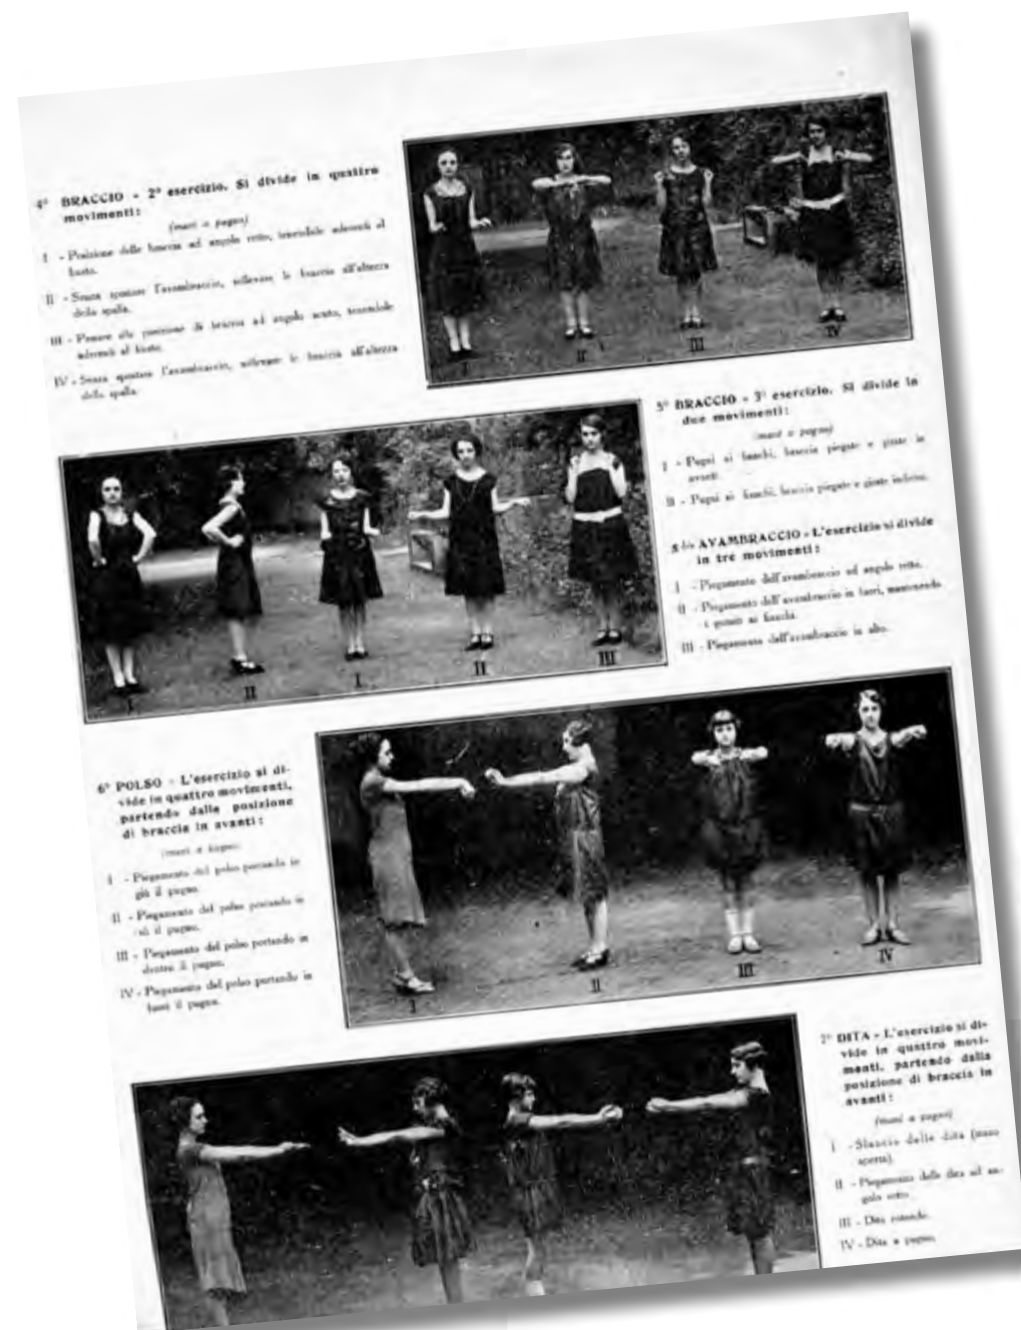 4º BRACCIO - 2º esercizio. Si divide in quattro
movimenti:
(mani a pugno)
I - Posizione delle braccia ad angolo retto, tenendole aderenti al
busto.
II - Senza spostare l'avambraccio, sollevare le braccia all'altezza
della spalla.
III - Passare alla posizione di braccia ad angolo acuto, tenendole
aderenti al busto.
IV - Senza spostare l'avambraccio, sollevare le braccia all'altezza
della spalla.
I II III IV
5º BRACCIO - 3º esercizio. Si divide in
due movimenti:
(mani a pugno)
I - Pugni ai fianchi, braccia piegate e giunte in
avanti.
II - Pugni ai fianchi, braccia piegate e giunte indietro.
5 bis AVAMBRACCIO - L'esercizio si divide
in tre movimenti:
I - Piegamento dell'avambraccio ad angolo retto.
II - Piegamento dell'avambraccio in fuori, mantenendo
i gomiti ai fianchi.
III - Piegamento dell'avambraccio in alto.
I II I II III
6º POLSO - L'esercizio si di-
vide in quattro movimenti,
partendo dalla posizione
di braccia in avanti:
(mani a pugno)
I - Piegamento del polso portando in
giù il pugno.
II - Piegamento del polso portando in
sù il pugno.
III - Piegamento del polso portando in
dentro il pugno.
IV - Piegamento del polso portando in
fuori il pugno.
I II III IV
7º DITA - L'esercizio si di-
vide in quattro movi-
menti, partendo dalla
posizione di braccia in
avanti:
(mani a pugno)
I - Slancio delle dita (mano
aperta).
II - Piegamento delle dita ad an-
golo retto.
III - Dita rotonde.
IV - Dita a pugno.